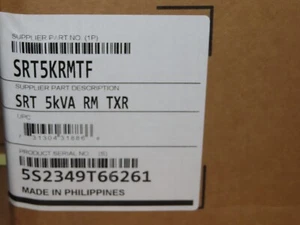 SUPPLIER PART NO. (1P)
SRT5KRMTF
SUPPLIER PART DESCRIPTION
SRT 5kVA RM TXR
UPC
PRODUCT SERIAL NO. (S)
5S2349T66261
MADE IN PHILIPPINES